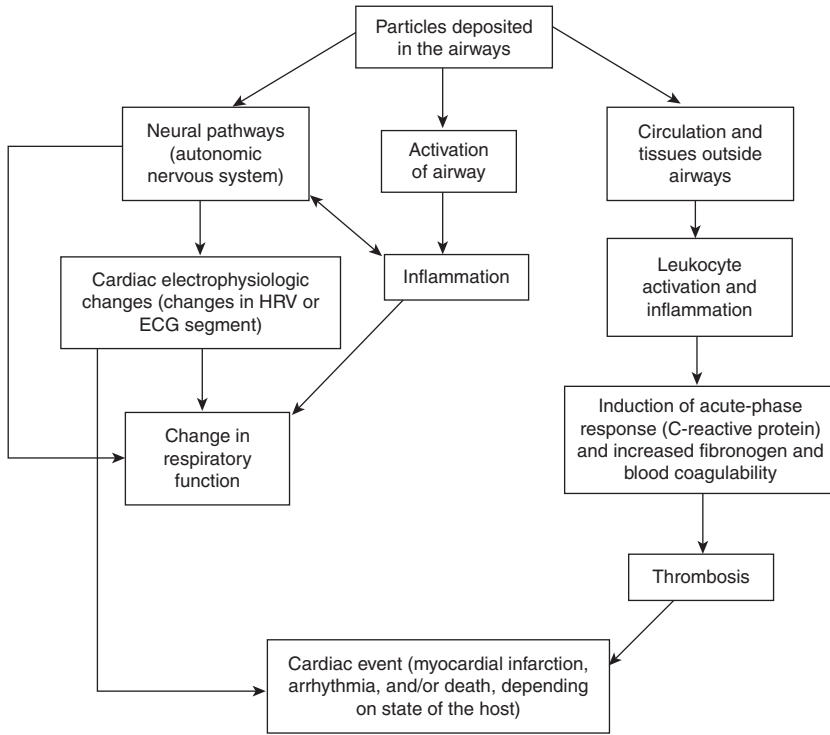 Particles deposited
in the airways
Neural pathways
(autonomic
nervous system)
Activation
of airway
Circulation and
tissues outside
airways
Cardiac electrophysiologic
changes (changes in HRV or
ECG segment)
Inflammation
Leukocyte
activation and
inflammation
Change in
respiratory
function
Induction of acute-phase
response (C-reactive protein)
and increased fibronogen and
blood coagulability
Thrombosis
Cardiac event (myocardial infarction,
arrhythmia, and/or death, depending
on state of the host)